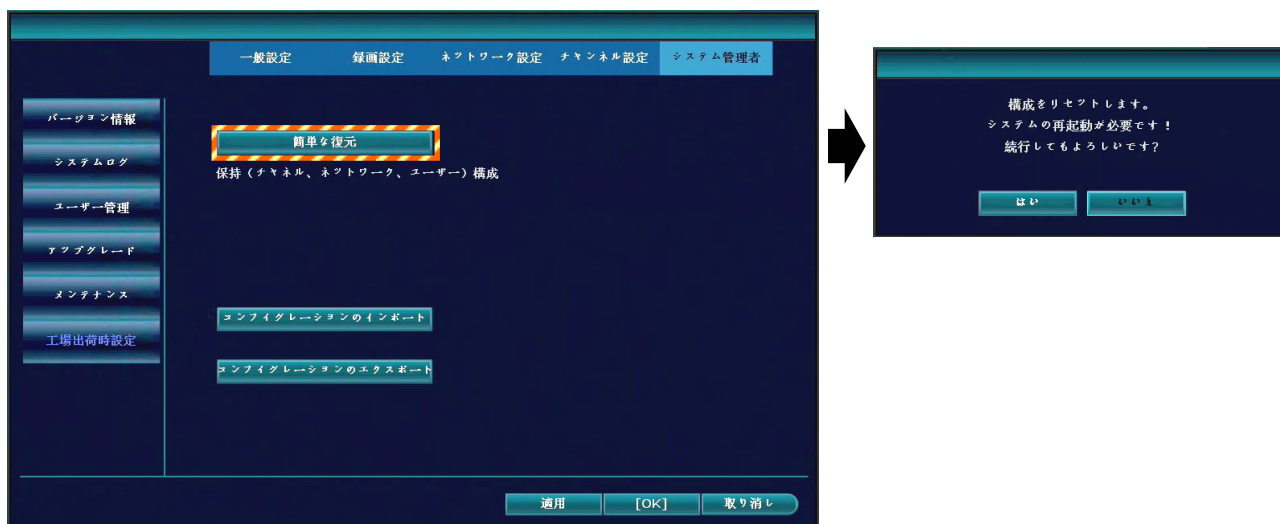 一般設定 録画設定 ネットワーク設定 チャンネル設定 システム管理者
バージョン情報
システムログ
ユーザー管理
アップグレード
メンテナンス
工場出荷時設定
簡単な復元
保持（チャネル、ネットワーク、ユーザー）構成
コンフィグレーションのインポート
コンフィグレーションのエクスポート
適用 [OK] 取り消し
構成をリセットします。
システムの再起動が必要です！
続行してもよろしいです?
はい いいえ